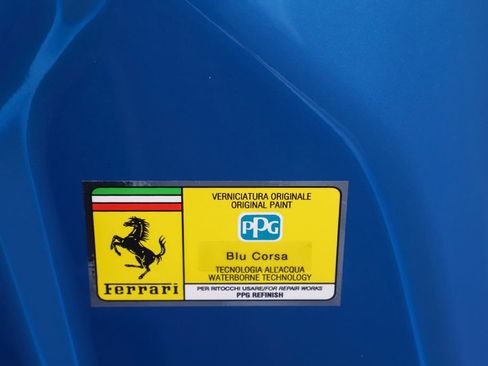 VERNICIATURA ORIGINALE
ORIGINAL PAINT
PPG
Blu Corsa
TECNOLOGIA ALL'ACQUA
WATERBORNE TECHNOLOGY
Ferrari
PER RITOCCHI USARE/FOR REPAIR WORKS
PPG REFINISH